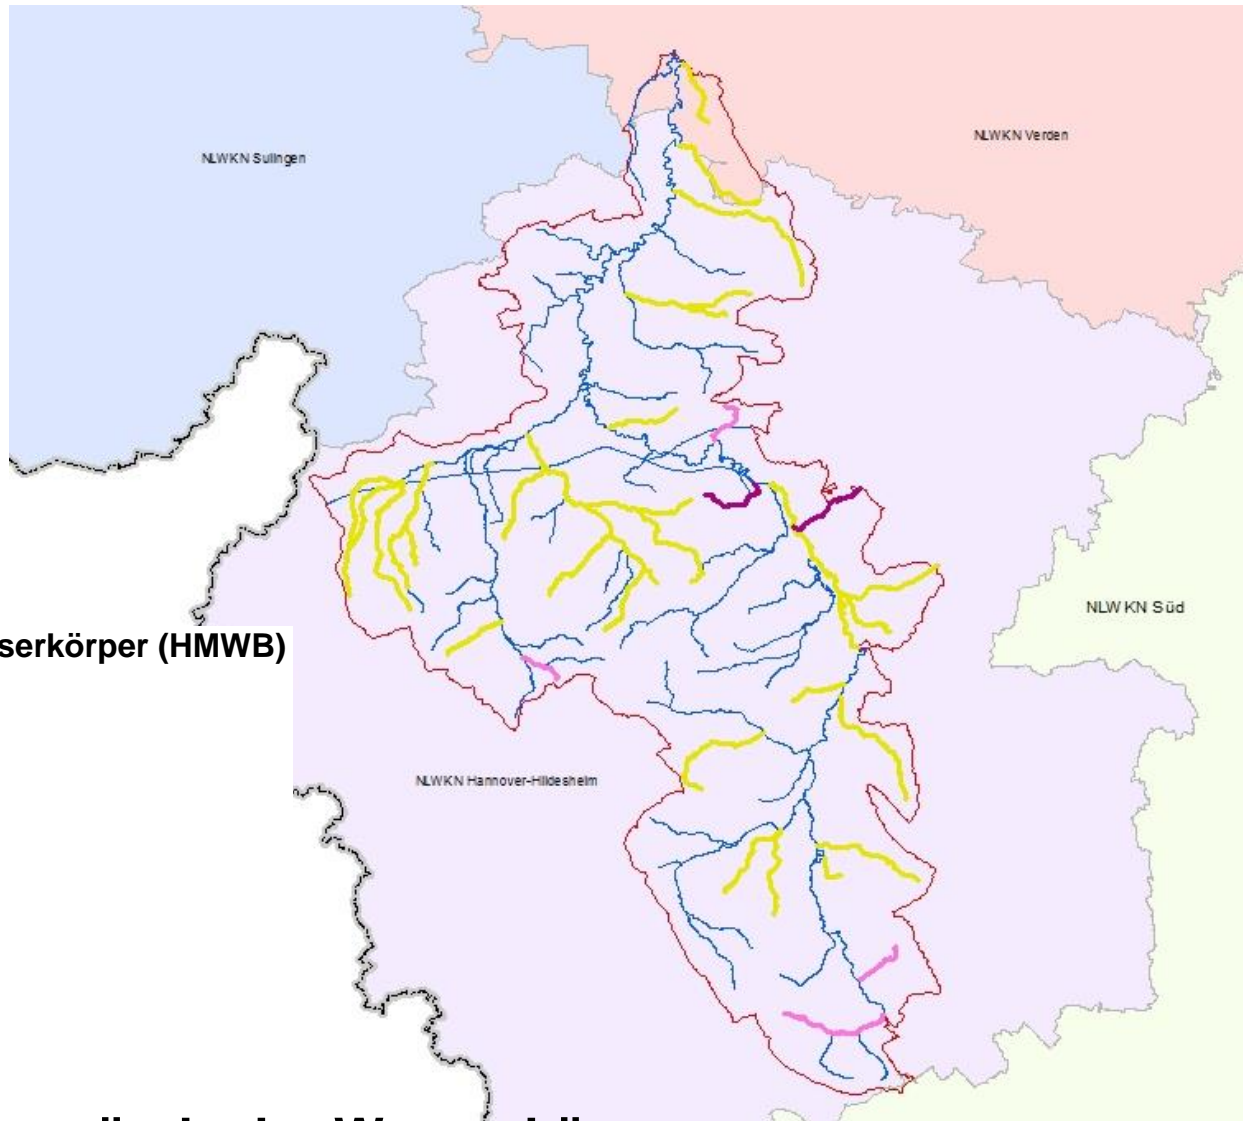 NLWKN Sulingen
NLWKN Verden
NLWKN Süd
serkörper (HMWB)
NLWKN Hannover-Hildesheim